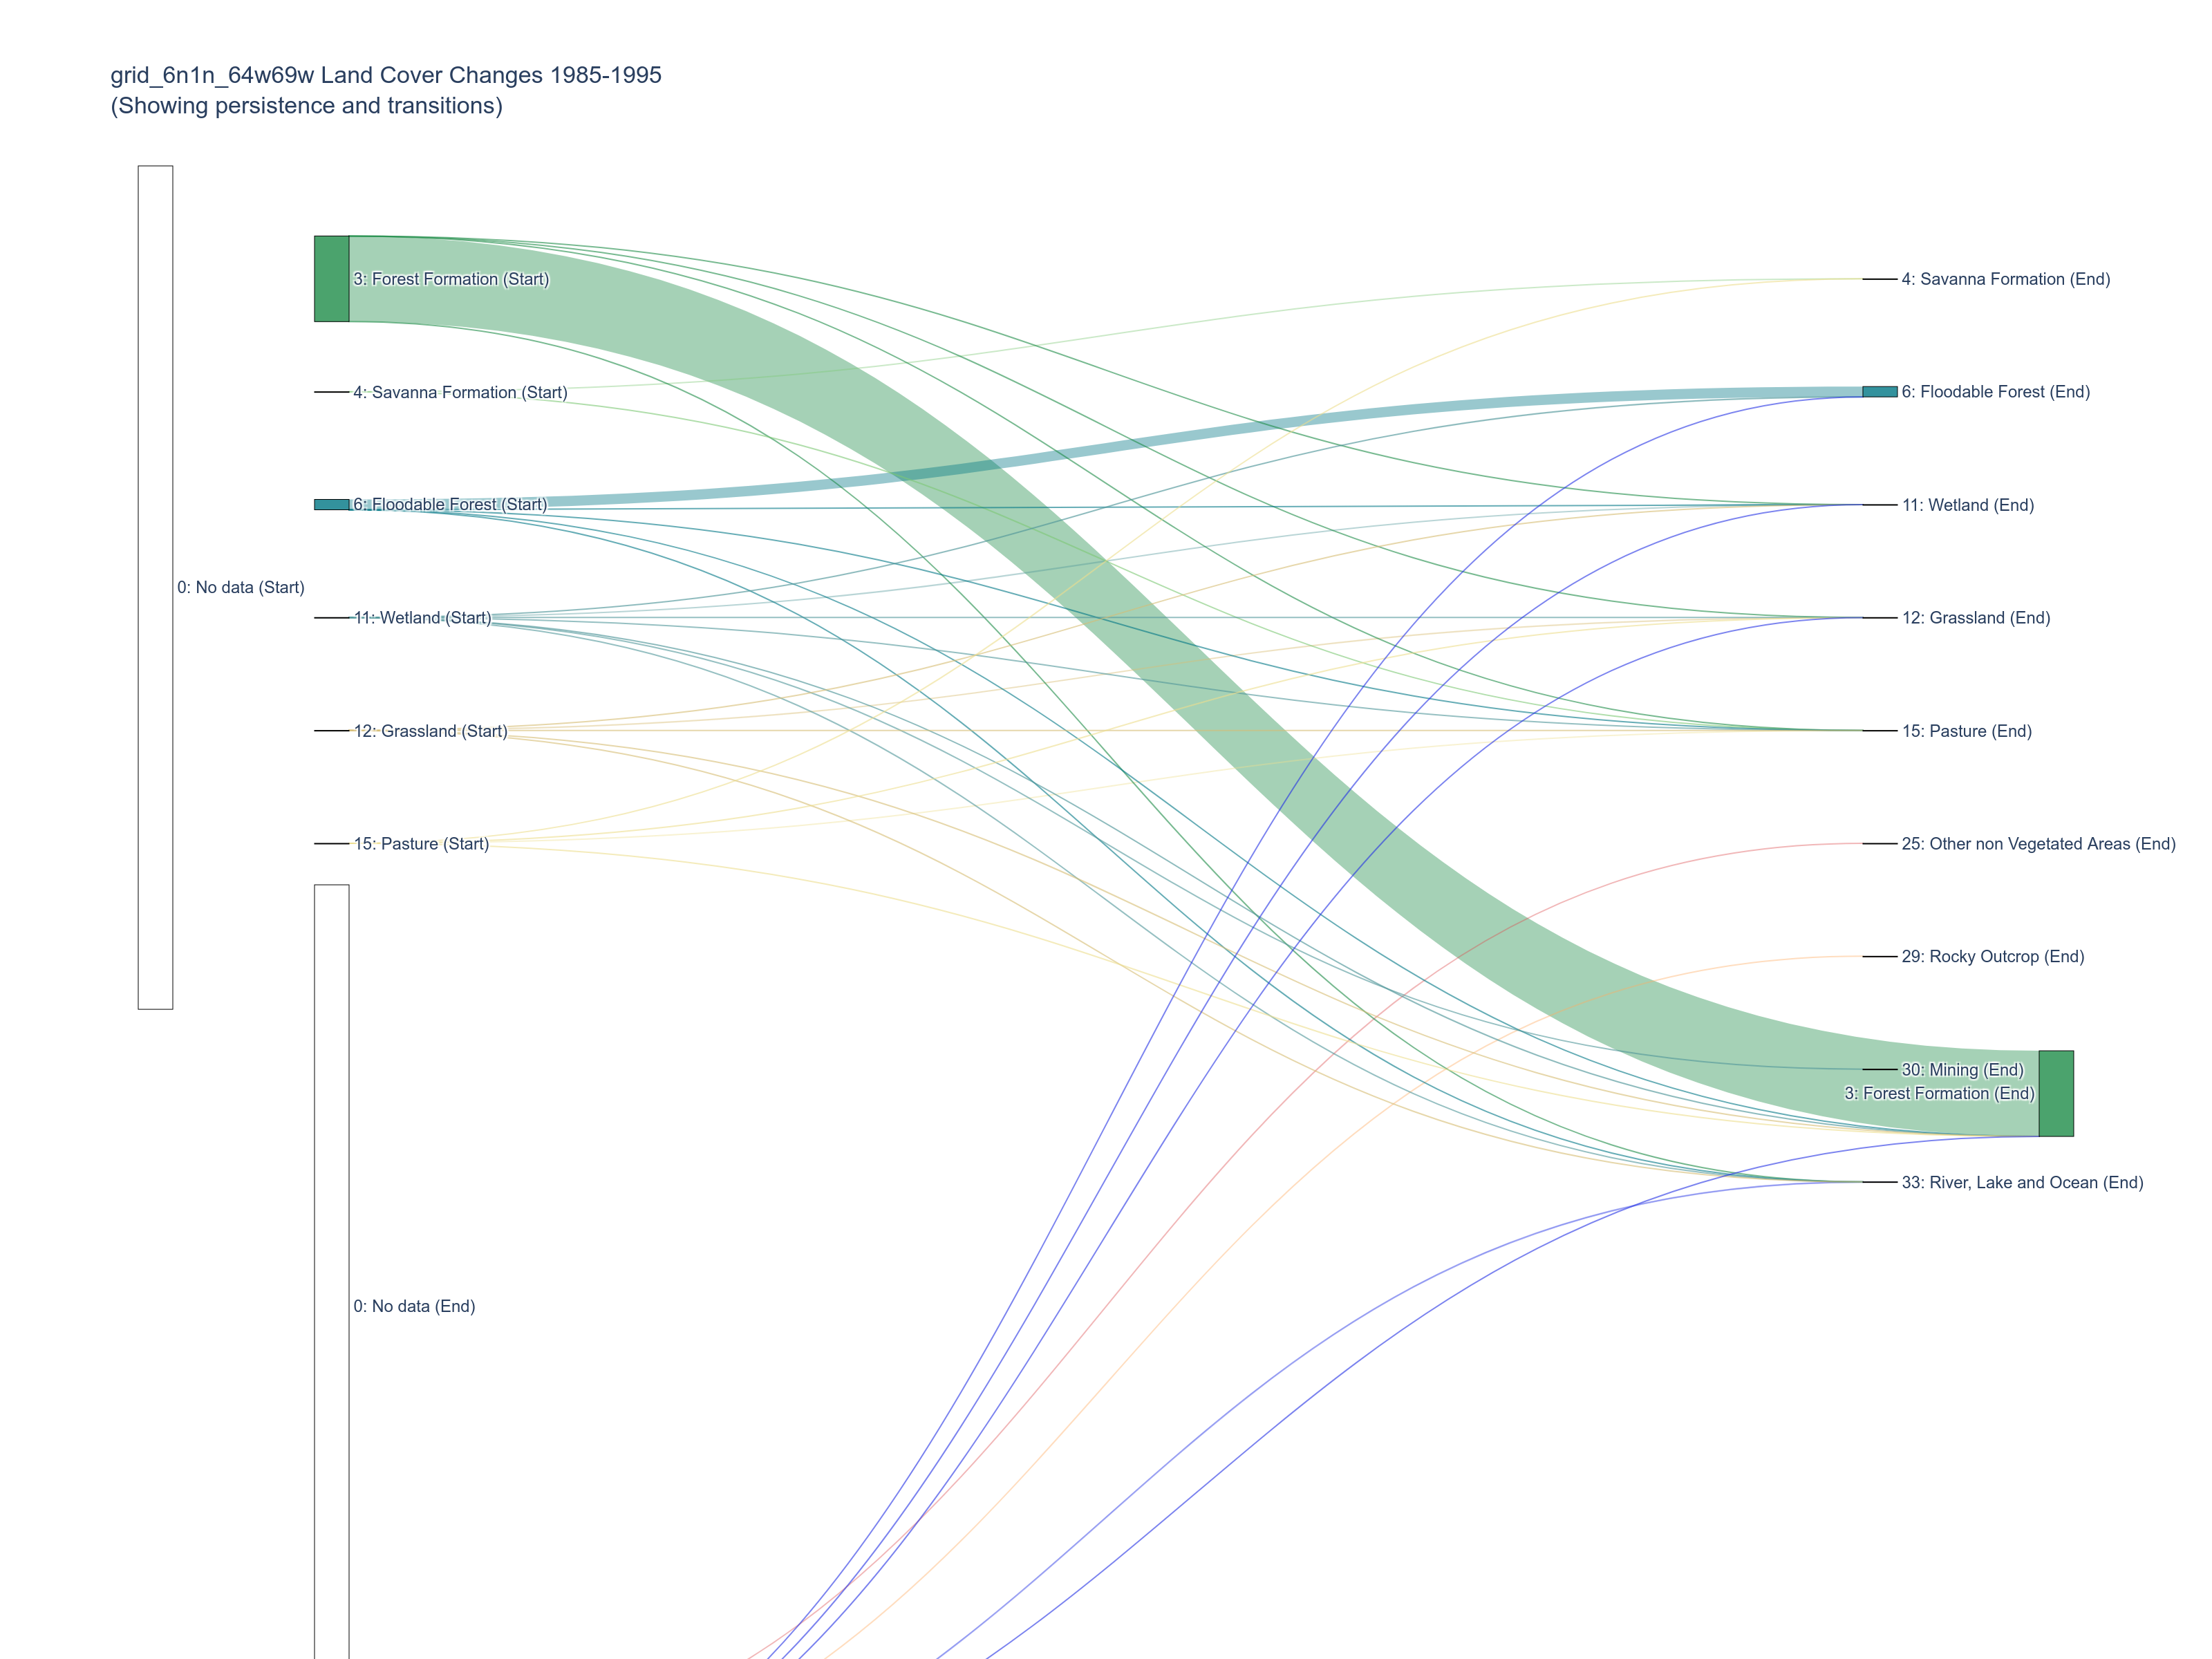 grid_6n1n_64w69w Land Cover Changes 1985-1995
(Showing persistence and transitions)
3: Forest Formation (Start)
4: Savanna Formation (Start)
6: Floodable Forest (Start)
0: No data (Start)
11: Wetland (Start)
12: Grassland (Start)
15: Pasture (Start)
0: No data (End)
4: Savanna Formation (End)
6: Floodable Forest (End)
11: Wetland (End)
12: Grassland (End)
15: Pasture (End)
25: Other non Vegetated Areas (End)
29: Rocky Outcrop (End)
30: Mining (End)
3: Forest Formation (End)
33: River, Lake and Ocean (End)